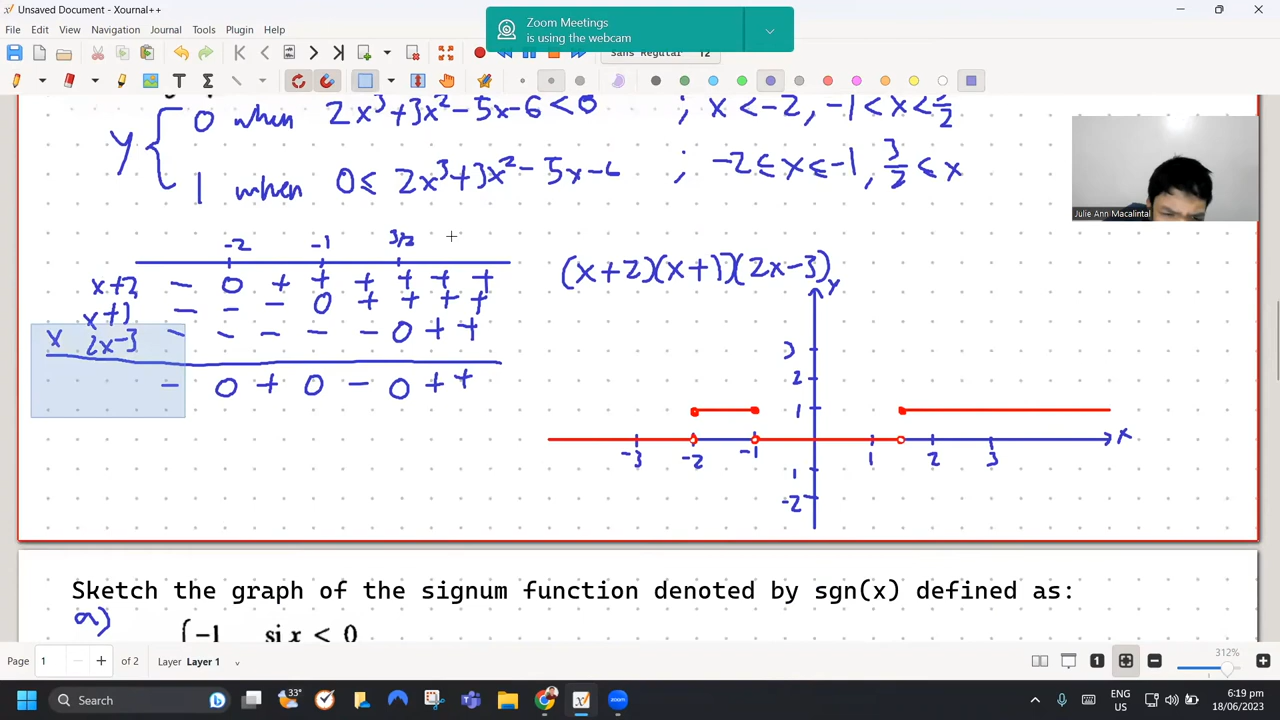 Unsaved Document - Xournal++
Zoom Meetings
is using the webcam
File Edit View Navigation Journal Tools Plugin Help
Sans Regular 12
0 when 2x³+3x²-5x-6<0 ; x<-2, -1<x<3/2
y {
1 when 0≤ 2x³+3x²-5x-6 ; -2≤x≤-1, 3/2≤x
Julie Ann Macalintal
-2 -1 3/2
(x+2)(x+1)(2x-3)
x+2 - 0 + + + + + +
x+1 - - - 0 + + + +
x 2x-3 - - - - - 0 + +
- 0 + 0 - 0 + +
y
3
2
1
x
-3 -2 -1 1 2 3
1
-2
Sketch the graph of the signum function denoted by sgn(x) defined as:
a)
{-1 si x < 0
312%
Page 1 of 2 Layer Layer 1
33°
Search
zoom
ENG
US
6:19 pm
18/06/2023